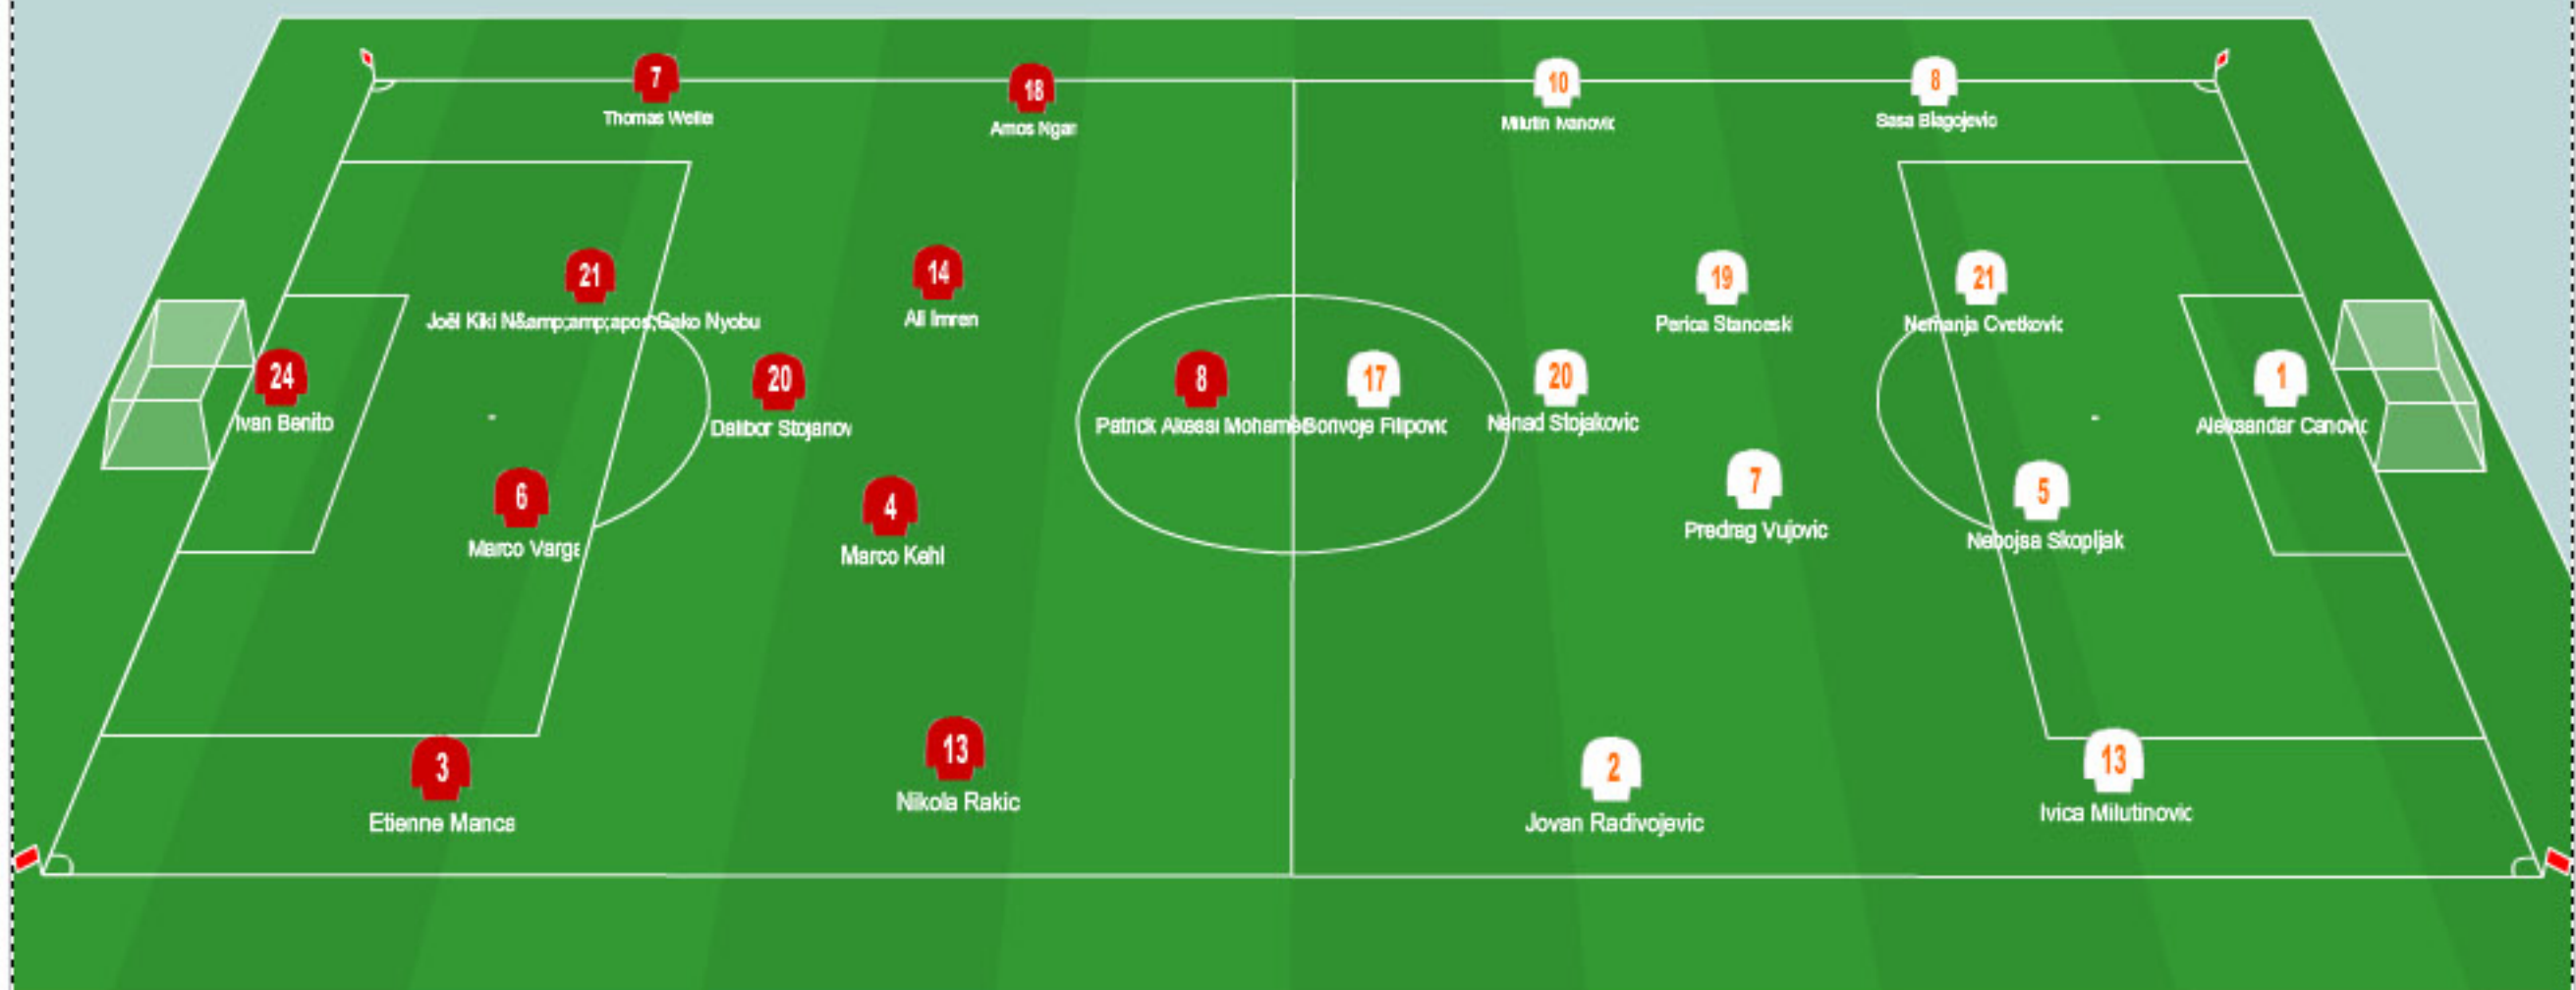 7
Thomas Weller
18
Amos Ngan
10
Milutin Ivanovic
8
Sasa Blagojevic
21
Joël Kiki N&amp;amp;apos;Gako Nyobu
14
Ali Imren
19
Perica Stanceski
21
Nemanja Cvetkovic
24
Ivan Benito
20
Dalibor Stojanov
8
Patrick Akessi Mohamed
17
Borivoje Filipovic
20
Nenad Stojakovic
1
Aleksandar Canovic
6
Marco Varga
4
Marco Kehl
7
Predrag Vujovic
5
Nebojsa Skopljak
3
Etienne Manca
13
Nikola Rakic
2
Jovan Radivojevic
13
Ivica Milutinovic